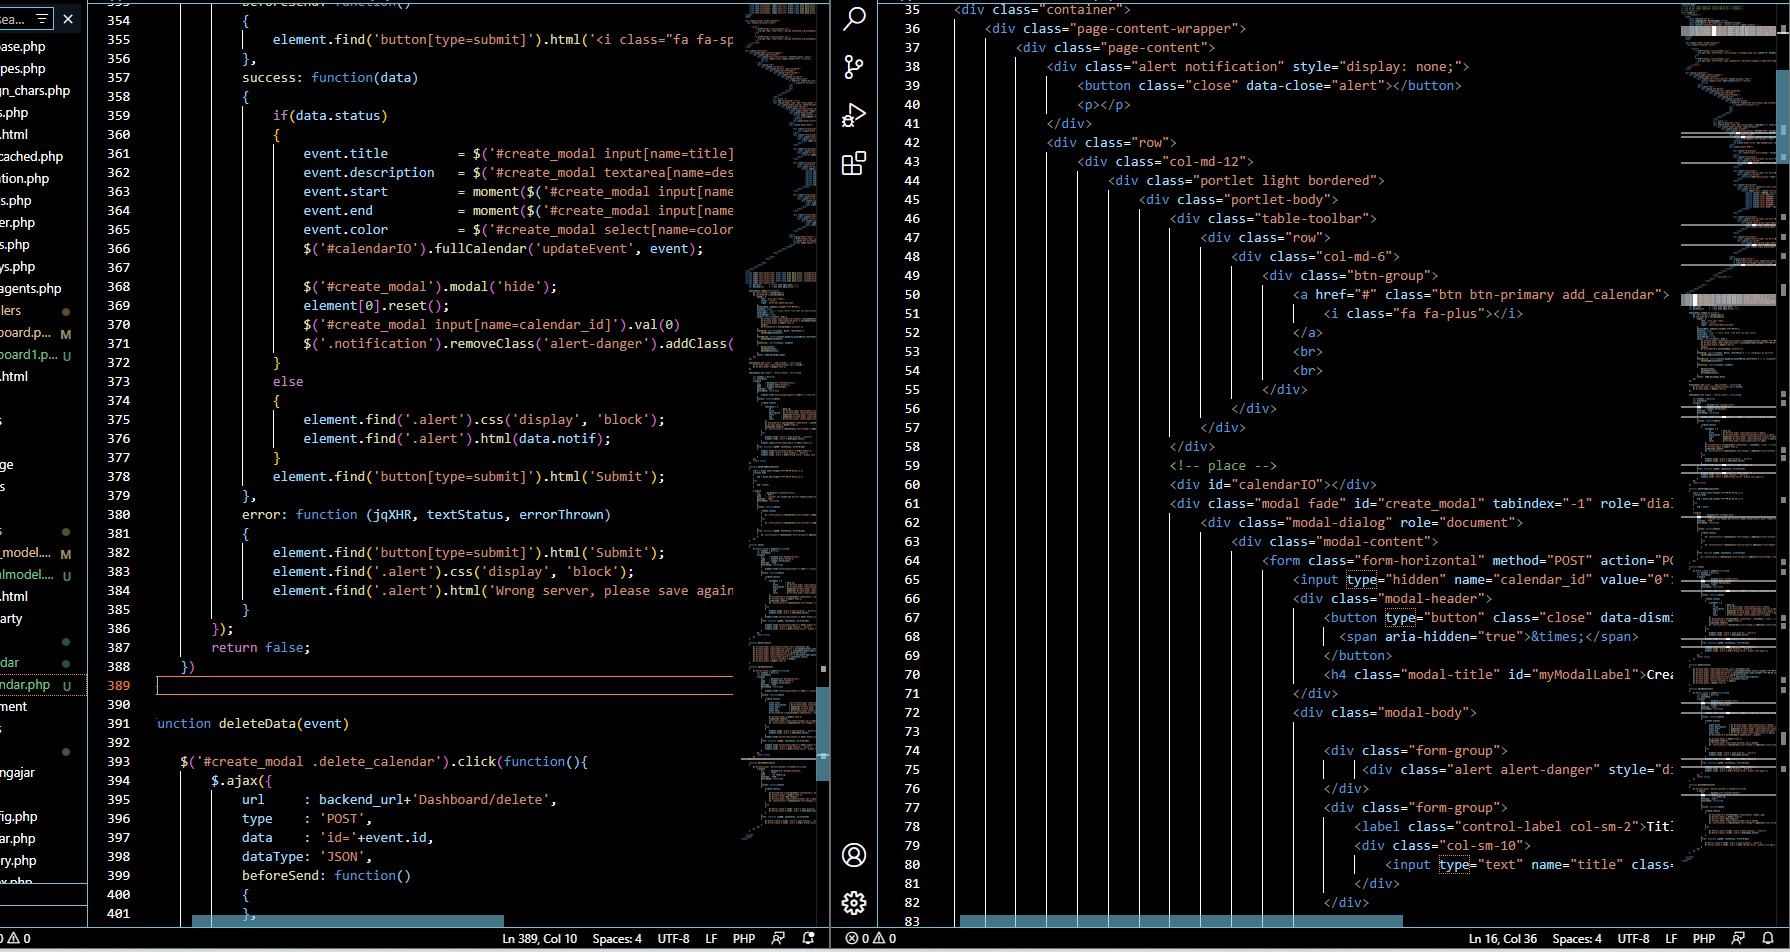 sea...
ase.php
ypes.php
gn_chars.php
s.php
.html
cached.php
ation.php
s.php
er.php
s.php
ys.php
agents.php
llers
board.p... M
board1.p... U
.html
ge
s
s
_model.... M
almodel.... U
.html
arty
dar
ndar.php U
ment
s
ngajar
fig.php
ar.php
ry.php
354 {
355 element.find('button[type=submit]').html('<i class="fa fa-sp
356 },
357 success: function(data)
358 {
359 if(data.status)
360 {
361 event.title = $('#create_modal input[name=title]
362 event.description = $('#create_modal textarea[name=des
363 event.start = moment($('#create_modal input[name
364 event.end = moment($('#create_modal input[name
365 event.color = $('#create_modal select[name=color
366 $('#calendarIO').fullCalendar('updateEvent', event);
367
368 $('#create_modal').modal('hide');
369 element[0].reset();
370 $('#create_modal input[name=calendar_id]').val(0)
371 $('.notification').removeClass('alert-danger').addClass(
372 }
373 else
374 {
375 element.find('.alert').css('display', 'block');
376 element.find('.alert').html(data.notif);
377 }
378 element.find('button[type=submit]').html('Submit');
379 },
380 error: function (jqXHR, textStatus, errorThrown)
381 {
382 element.find('button[type=submit]').html('Submit');
383 element.find('.alert').css('display', 'block');
384 element.find('.alert').html('Wrong server, please save again
385 }
386 });
387 return false;
388 })
389
390
391 unction deleteData(event)
392
393 $('#create_modal .delete_calendar').click(function(){
394 $.ajax({
395 url : backend_url+'Dashboard/delete',
396 type : 'POST',
397 data : 'id='+event.id,
398 dataType: 'JSON',
399 beforeSend: function()
400 {
401 },
0 0
Ln 389, Col 10 Spaces: 4 UTF-8 LF PHP
35 <div class="container">
36 <div class="page-content-wrapper">
37 <div class="page-content">
38 <div class="alert notification" style="display: none;">
39 <button class="close" data-close="alert"></button>
40 <p></p>
41 </div>
42 <div class="row">
43 <div class="col-md-12">
44 <div class="portlet light bordered">
45 <div class="portlet-body">
46 <div class="table-toolbar">
47 <div class="row">
48 <div class="col-md-6">
49 <div class="btn-group">
50 <a href="#" class="btn btn-primary add_calendar">
51 <i class="fa fa-plus"></i>
52 </a>
53 <br>
54 <br>
55 </div>
56 </div>
57 </div>
58 </div>
59 <!-- place -->
60 <div id="calendarIO"></div>
61 <div class="modal fade" id="create_modal" tabindex="-1" role="dial
62 <div class="modal-dialog" role="document">
63 <div class="modal-content">
64 <form class="form-horizontal" method="POST" action="PO
65 <input type="hidden" name="calendar_id" value="0">
66 <div class="modal-header">
67 <button type="button" class="close" data-dismi
68 <span aria-hidden="true">&times;</span>
69 </button>
70 <h4 class="modal-title" id="myModalLabel">Crea
71 </div>
72 <div class="modal-body">
73
74 <div class="form-group">
75 <div class="alert alert-danger" style="di
76 </div>
77 <div class="form-group">
78 <label class="control-label col-sm-2">Titl
79 <div class="col-sm-10">
80 <input type="text" name="title" class=
81 </div>
82 </div>
83
0 0
Ln 16, Col 36 Spaces: 4 UTF-8 LF PHP